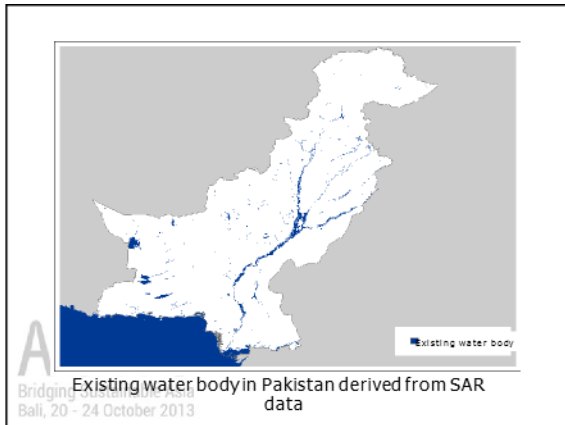 Existing water body
A
Existing water body in Pakistan derived from SAR
data
Bridging Sustainable Asia
Bali, 20 - 24 October 2013